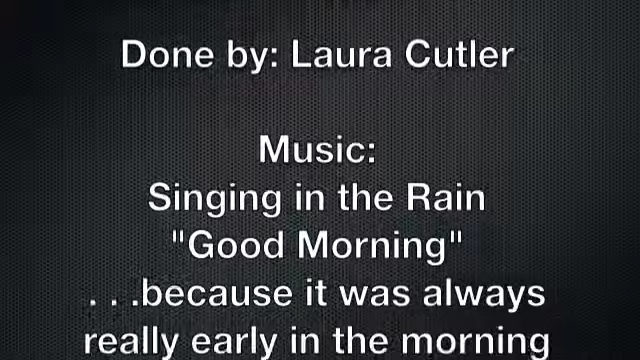 Done by: Laura Cutler
Music:
Singing in the Rain
"Good Morning"
. . .because it was always
really early in the morning